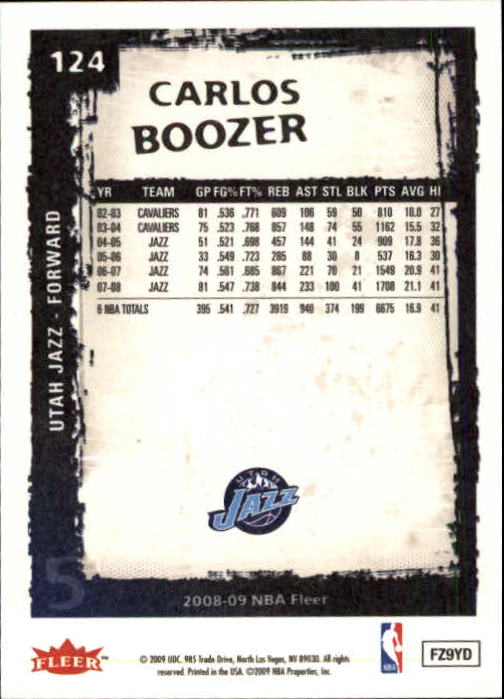 124
CARLOS
BOOZER
UTAH JAZZ - FORWARD
YR TEAM GP FG% FT% REB AST STL BLK PTS AVG HI
02-03 CAVALIERS 81 .536 .771 609 106 59 50 810 10.0 27
03-04 CAVALIERS 75 .523 .768 857 148 74 55 1162 15.5 32
04-05 JAZZ 51 .521 .698 457 144 41 24 909 17.8 36
05-06 JAZZ 33 .549 .723 285 88 30 8 537 16.3 30
06-07 JAZZ 74 .561 .685 867 221 70 21 1549 20.9 41
07-08 JAZZ 81 .547 .738 844 233 100 41 1708 21.1 41
6 NBA TOTALS 395 .541 .727 3919 940 374 199 6675 16.9 41
UTAH
JAZZ
5
2008-09 NBA Fleer
FLEER™
© 2009 UDC. 985 Trade Drive, North Las Vegas, NV 89030. All rights
reserved. Printed in the USA. ©2009 NBA Properties, Inc.
NBA
FZ9YD